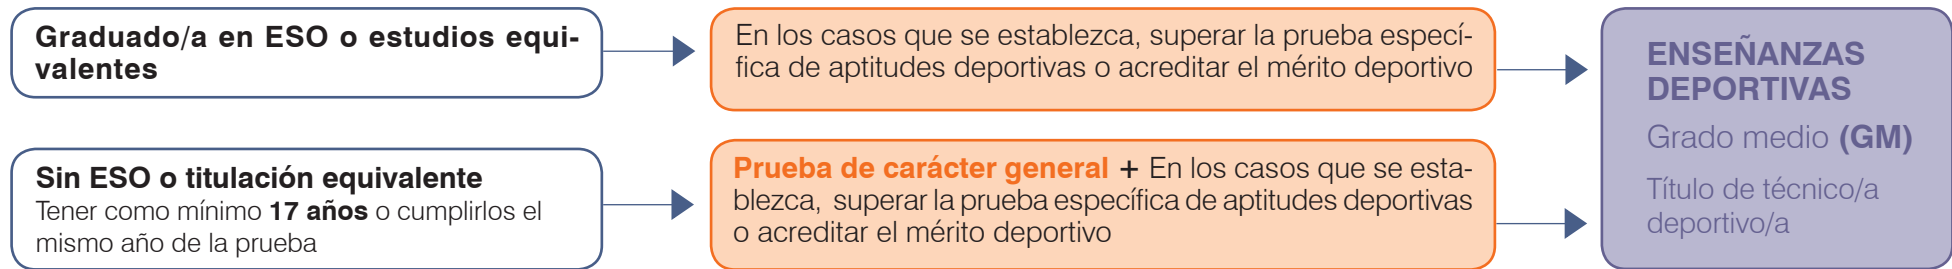 Graduado/a en ESO o estudios equi-
valentes
En los casos que se establezca, superar la prueba especí-
fica de aptitudes deportivas o acreditar el mérito deportivo
Sin ESO o titulación equivalente
Tener como mínimo 17 años o cumplirlos el
mismo año de la prueba
Prueba de carácter general + En los casos que se esta-
blezca, superar la prueba específica de aptitudes deportivas
o acreditar el mérito deportivo
ENSEÑANZAS
DEPORTIVAS
Grado medio (GM)
Título de técnico/a
deportivo/a